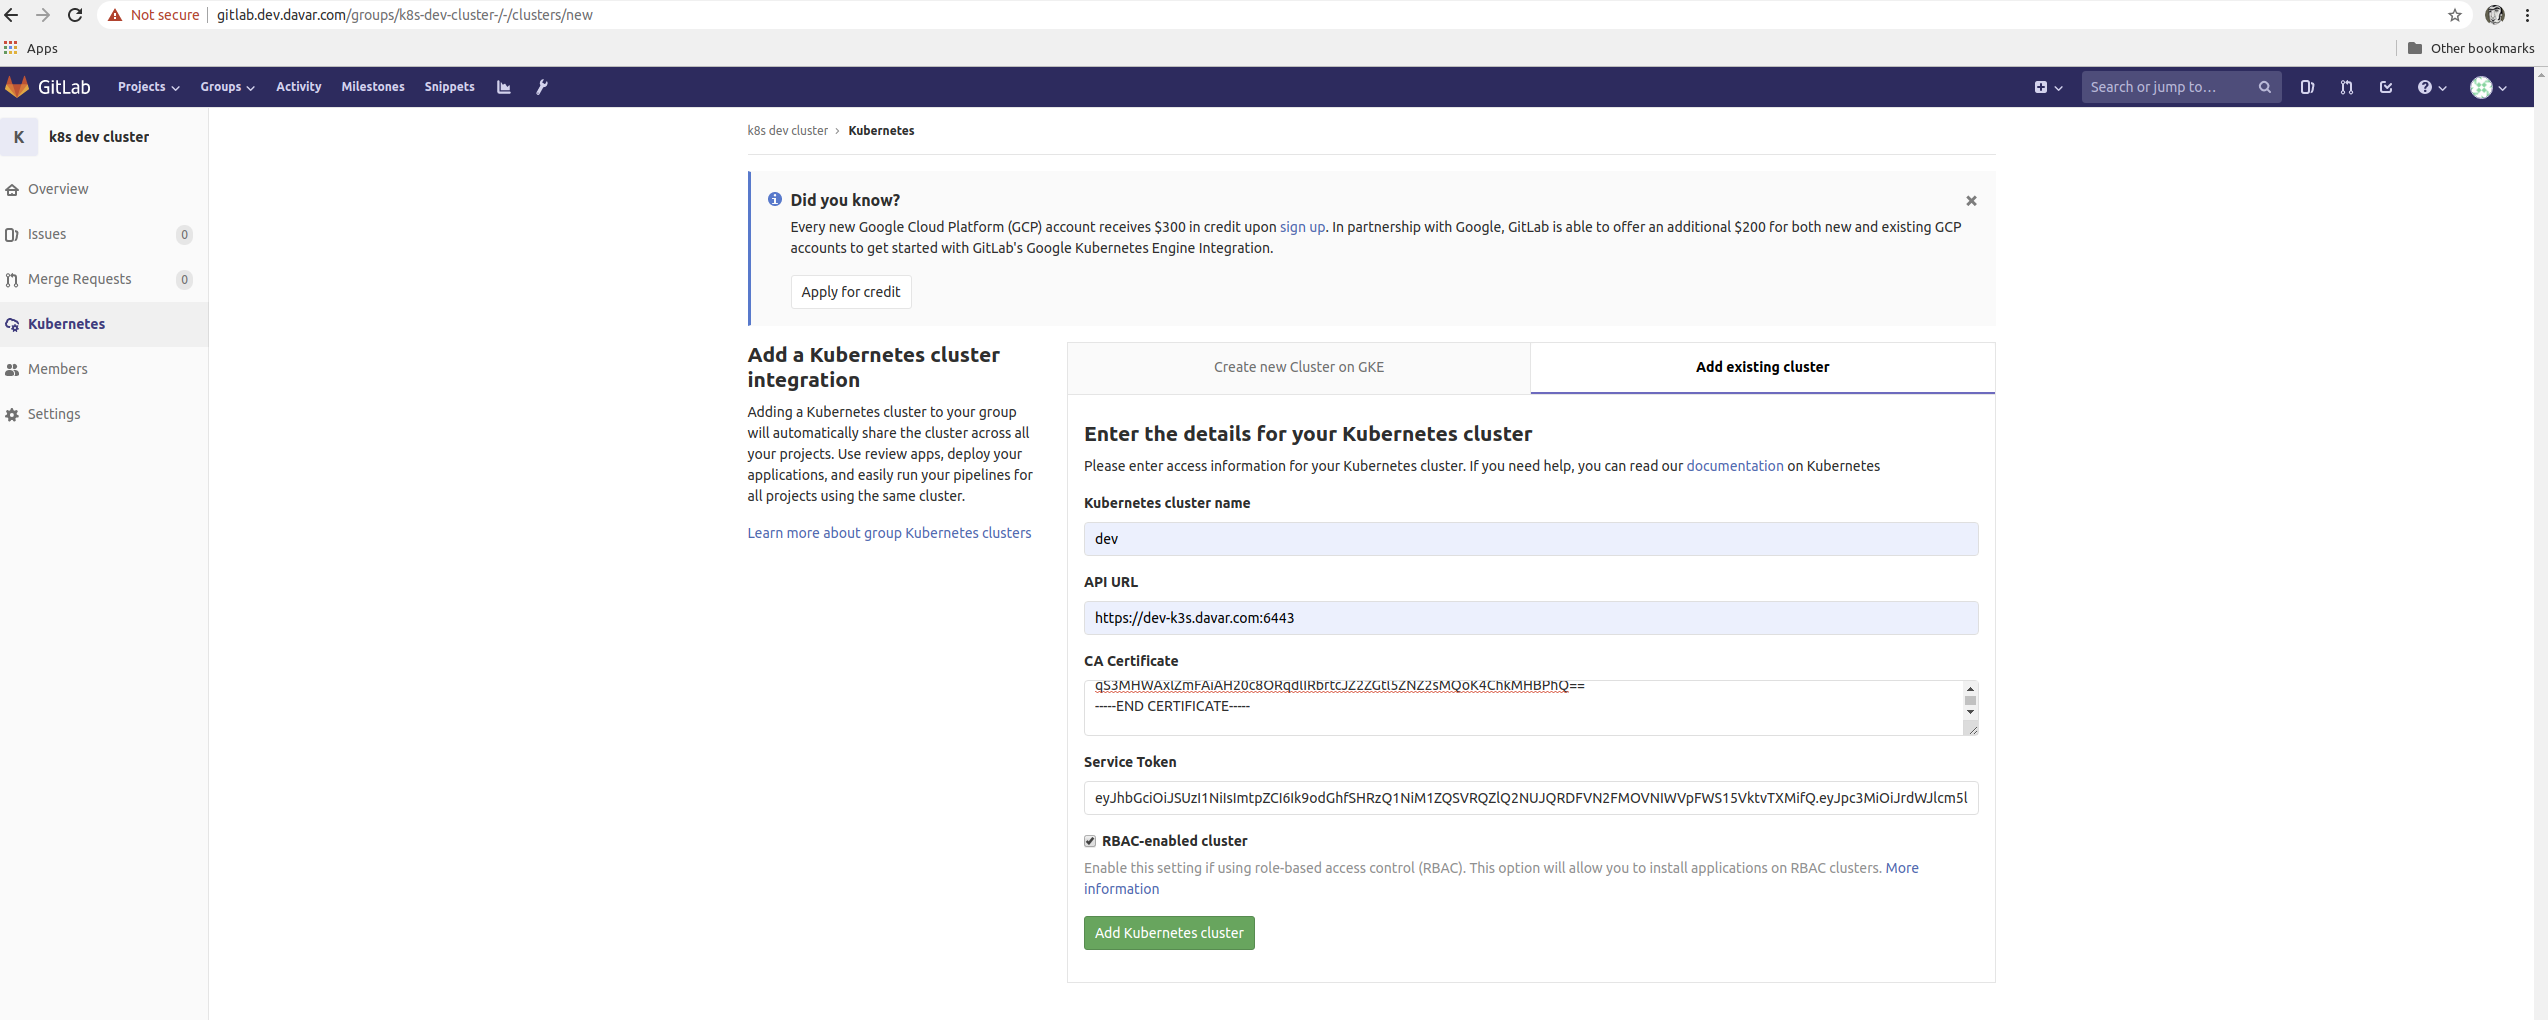 Not secure gitlab.dev.davar.com/groups/k8s-dev-cluster-/-/clusters/new
Apps
Other bookmarks
GitLab Projects Groups Activity Milestones Snippets
Search or jump to...
K k8s dev cluster
Overview
Issues 0
Merge Requests 0
Kubernetes
Members
Settings
k8s dev cluster › Kubernetes
Did you know?
Every new Google Cloud Platform (GCP) account receives $300 in credit upon sign up. In partnership with Google, GitLab is able to offer an additional $200 for both new and existing GCP
accounts to get started with GitLab's Google Kubernetes Engine Integration.
Apply for credit
Add a Kubernetes cluster
integration
Adding a Kubernetes cluster to your group
will automatically share the cluster across all
your projects. Use review apps, deploy your
applications, and easily run your pipelines for
all projects using the same cluster.
Learn more about group Kubernetes clusters
Create new Cluster on GKE
Add existing cluster
Enter the details for your Kubernetes cluster
Please enter access information for your Kubernetes cluster. If you need help, you can read our documentation on Kubernetes
Kubernetes cluster name
dev
API URL
https://dev-k3s.davar.com:6443
CA Certificate
-----END CERTIFICATE-----
Service Token
RBAC-enabled cluster
Enable this setting if using role-based access control (RBAC). This option will allow you to install applications on RBAC clusters. More
information
Add Kubernetes cluster